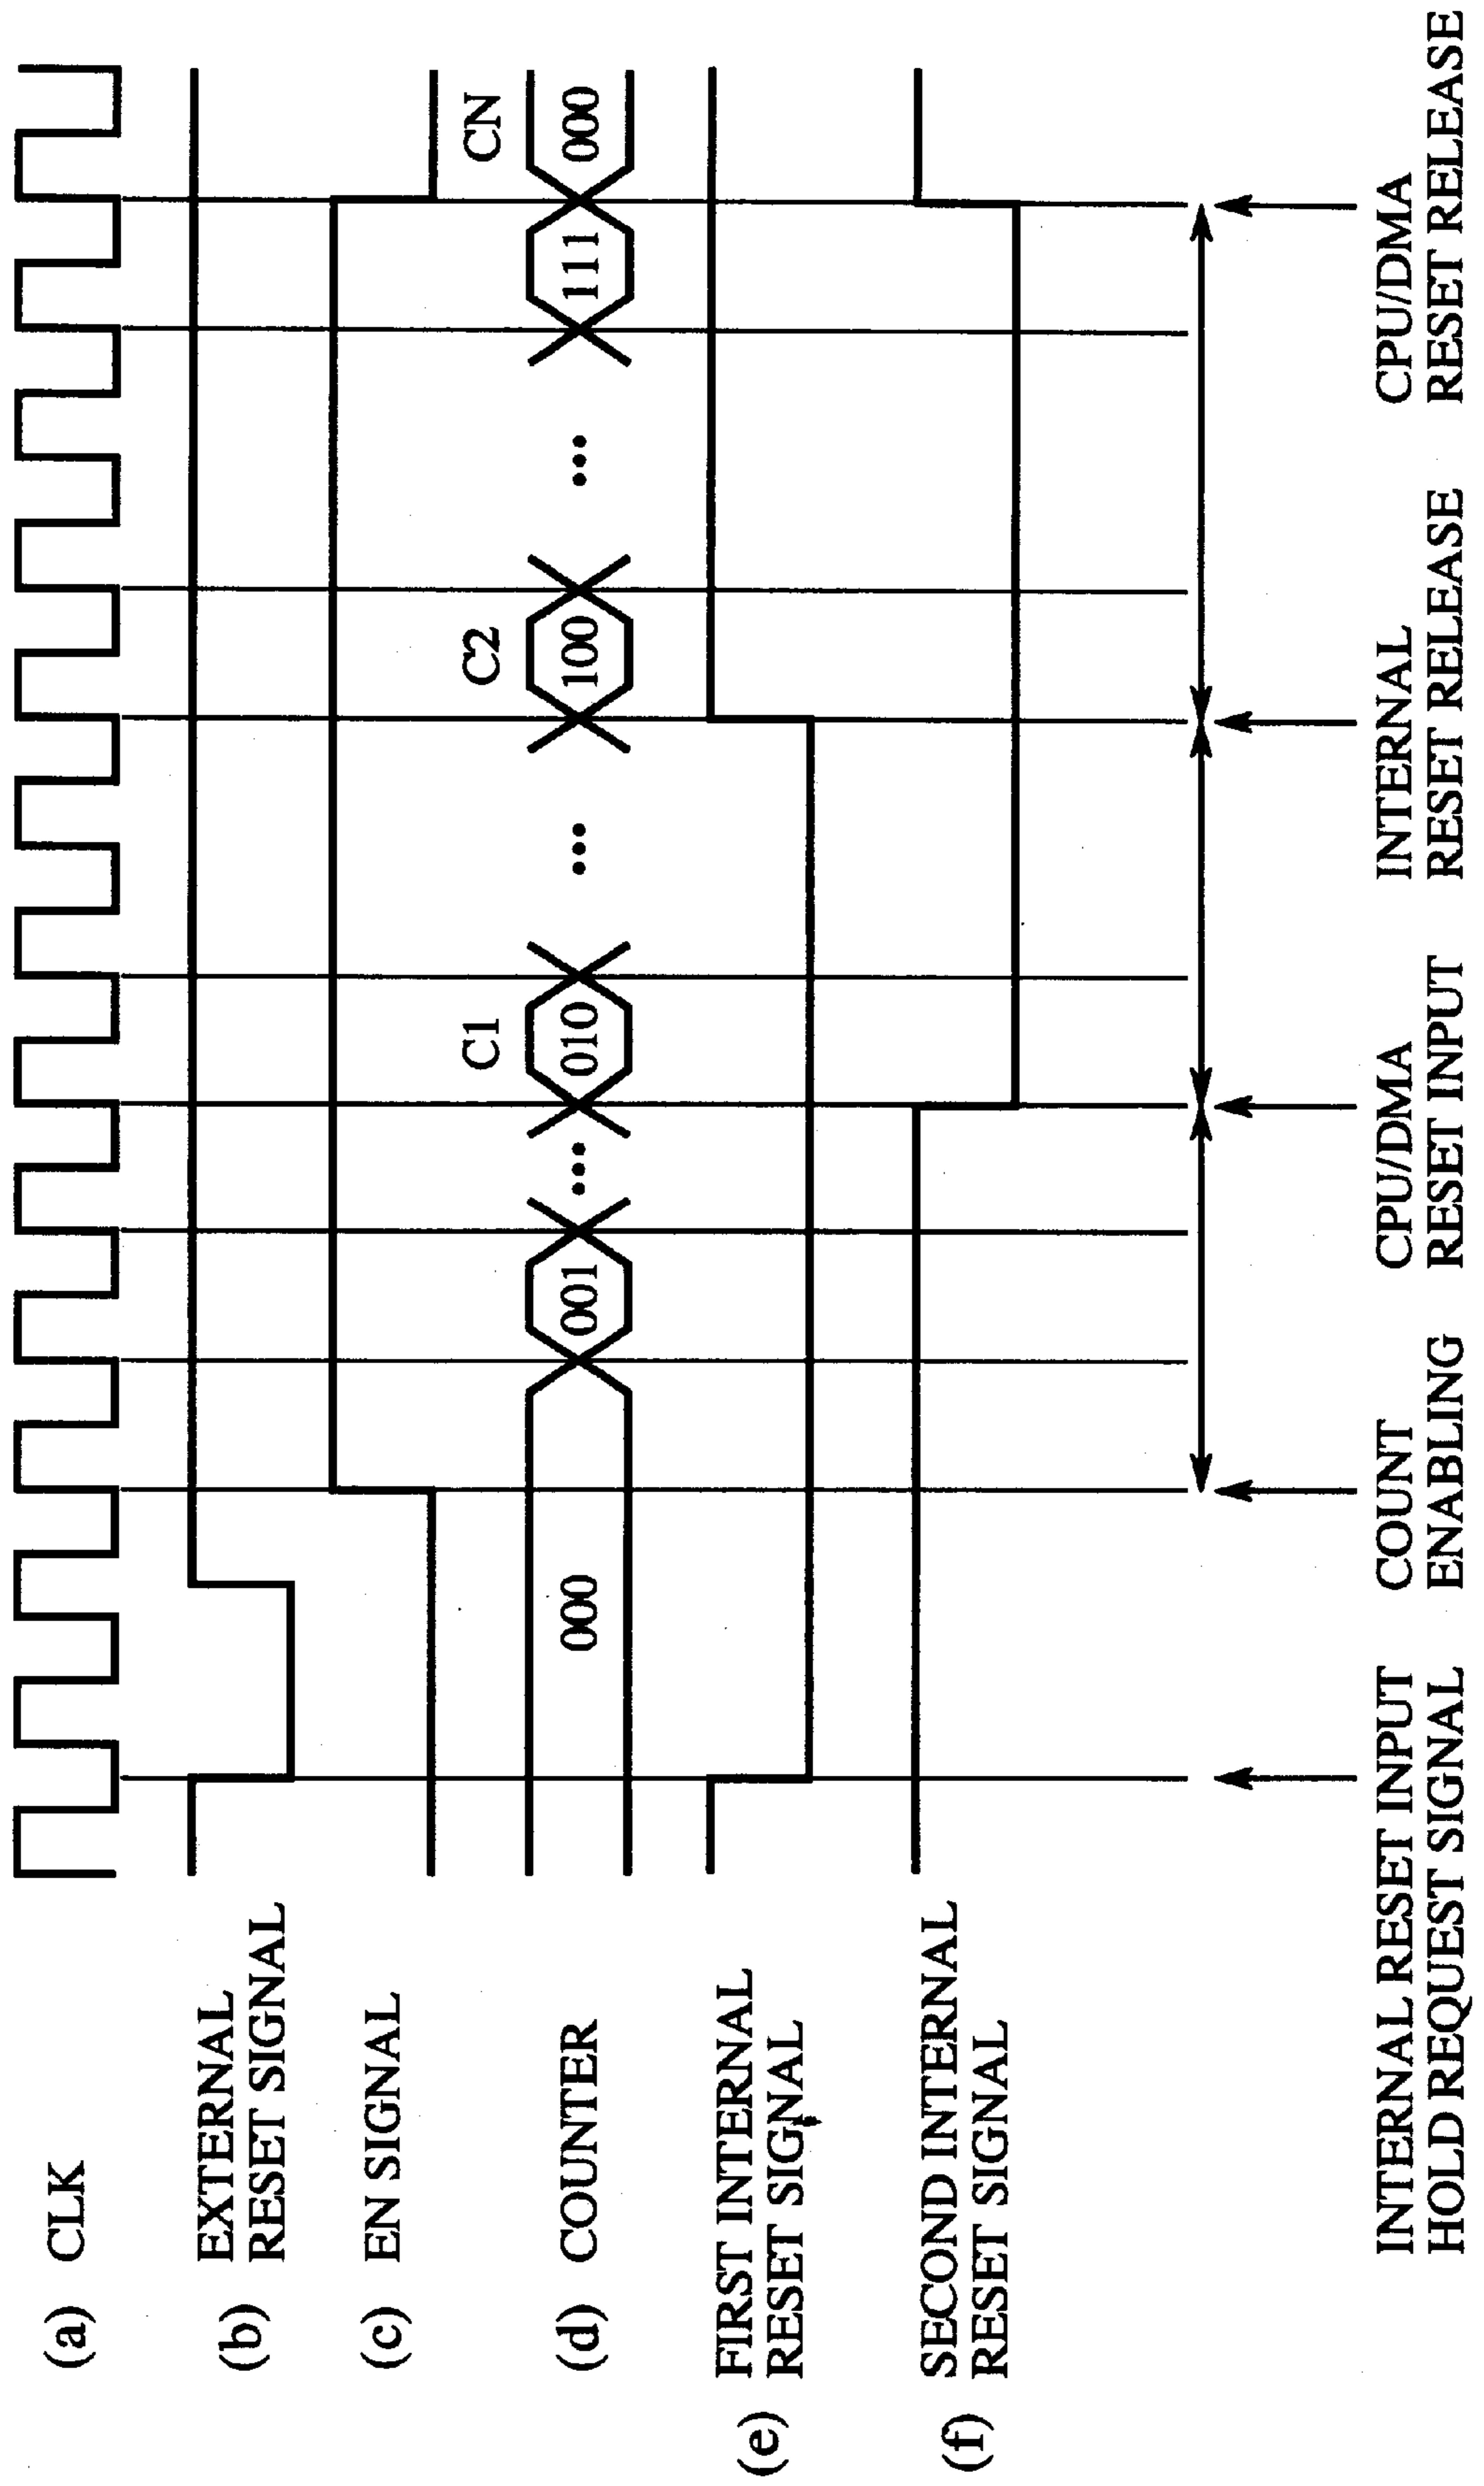 (a) CLK
(b) EXTERNAL
RESET SIGNAL
(c) EN SIGNAL
(d) COUNTER
000
001
...
C1
010
...
C2
100
...
111
CN
000
(e) FIRST INTERNAL
RESET SIGNAL
(f) SECOND INTERNAL
RESET SIGNAL
INTERNAL RESET INPUT
HOLD REQUEST SIGNAL
COUNT
ENABLING
CPU/DMA
RESET INPUT
INTERNAL
RESET RELEASE
CPU/DMA
RESET RELEASE